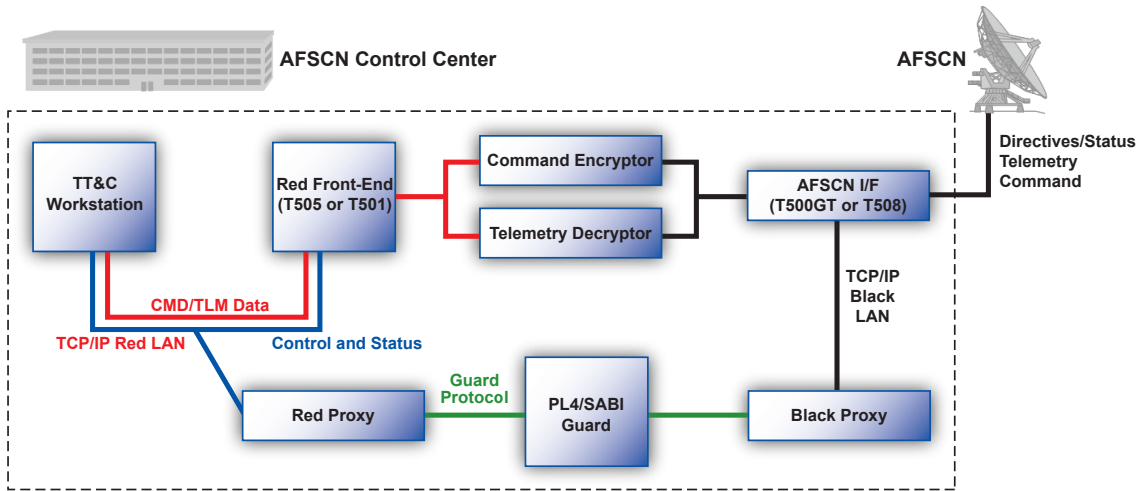 AFSCN Control Center
AFSCN
Directives/Status
Telemetry
Command
TT&C
Workstation
Red Front-End
(T505 or T501)
Command Encryptor
Telemetry Decryptor
AFSCN I/F
(T500GT or T508)
CMD/TLM Data
TCP/IP Red LAN
Control and Status
TCP/IP
Black
LAN
Red Proxy
Guard
Protocol
PL4/SABI
Guard
Black Proxy